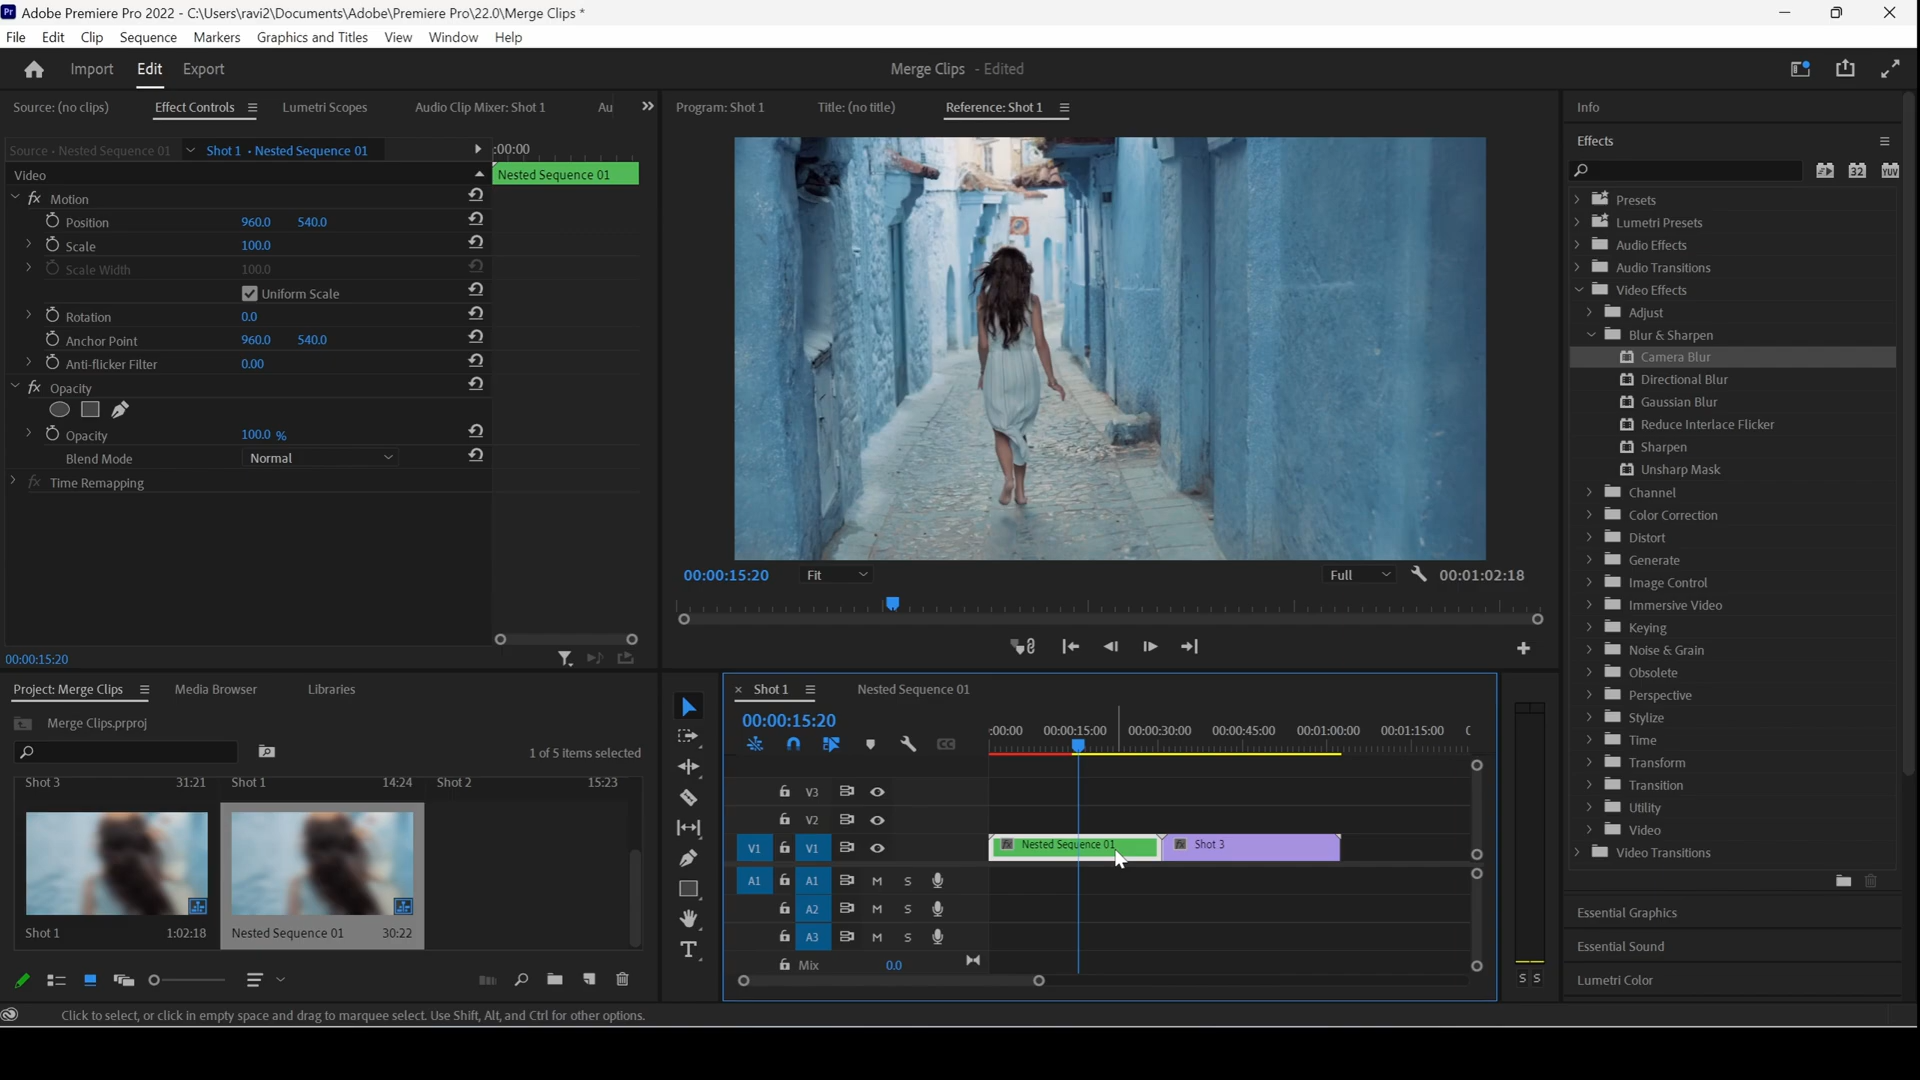 Adobe Premiere Pro 2022 - C:\Users\ravi2\Documents\Adobe\Premiere Pro\22.0\Merge Clips *
File Edit Clip Sequence Markers Graphics and Titles View Window Help
Import Edit Export
Merge Clips - Edited
Source: (no clips) Effect Controls Lumetri Scopes Audio Clip Mixer: Shot 1 Au
Source • Nested Sequence 01 Shot 1 • Nested Sequence 01
:00:00
Video
Nested Sequence 01
fx Motion
Position 960.0 540.0
Scale 100.0
Scale Width 100.0
Uniform Scale
Rotation 0.0
Anchor Point 960.0 540.0
Anti-flicker Filter 0.00
fx Opacity
Opacity 100.0 %
Blend Mode Normal
fx Time Remapping
00:00:15:20
Program: Shot 1 Title: (no title) Reference: Shot 1
00:00:15:20 Fit Full 00:01:02:18
Info
Effects
32 YUV
Presets
Lumetri Presets
Audio Effects
Audio Transitions
Video Effects
Adjust
Blur & Sharpen
Camera Blur
Directional Blur
Gaussian Blur
Reduce Interlace Flicker
Sharpen
Unsharp Mask
Channel
Color Correction
Distort
Generate
Image Control
Immersive Video
Keying
Noise & Grain
Obsolete
Perspective
Stylize
Time
Transform
Transition
Utility
Video
Video Transitions
Essential Graphics
Essential Sound
Lumetri Color
Project: Merge Clips Media Browser Libraries
Merge Clips.prproj
1 of 5 items selected
Shot 3 31:21 Shot 1 14:24 Shot 2 15:23
Shot 1 1:02:18 Nested Sequence 01 30:22
× Shot 1 Nested Sequence 01
00:00:15:20
:00:00 00:00:15:00 00:00:30:00 00:00:45:00 00:01:00:00 00:01:15:00 0
CC
V3
V2
V1 V1 fx Nested Sequence 01 fx Shot 3
A1 A1 M S
A2 M S
A3 M S
Mix 0.0
S S
Click to select, or click in empty space and drag to marquee select. Use Shift, Alt, and Ctrl for other options.